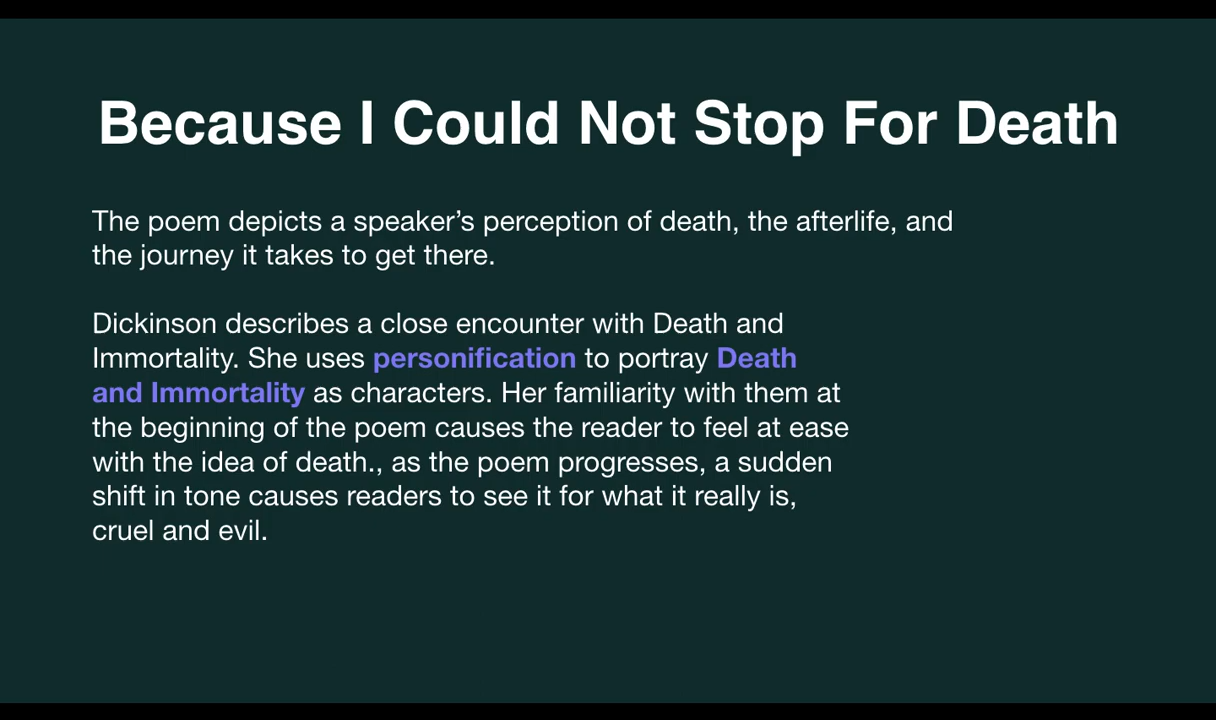 Because I Could Not Stop For Death
The poem depicts a speaker’s perception of death, the afterlife, and
the journey it takes to get there.
Dickinson describes a close encounter with Death and
Immortality. She uses personification to portray Death
and Immortality as characters. Her familiarity with them at
the beginning of the poem causes the reader to feel at ease
with the idea of death., as the poem progresses, a sudden
shift in tone causes readers to see it for what it really is,
cruel and evil.